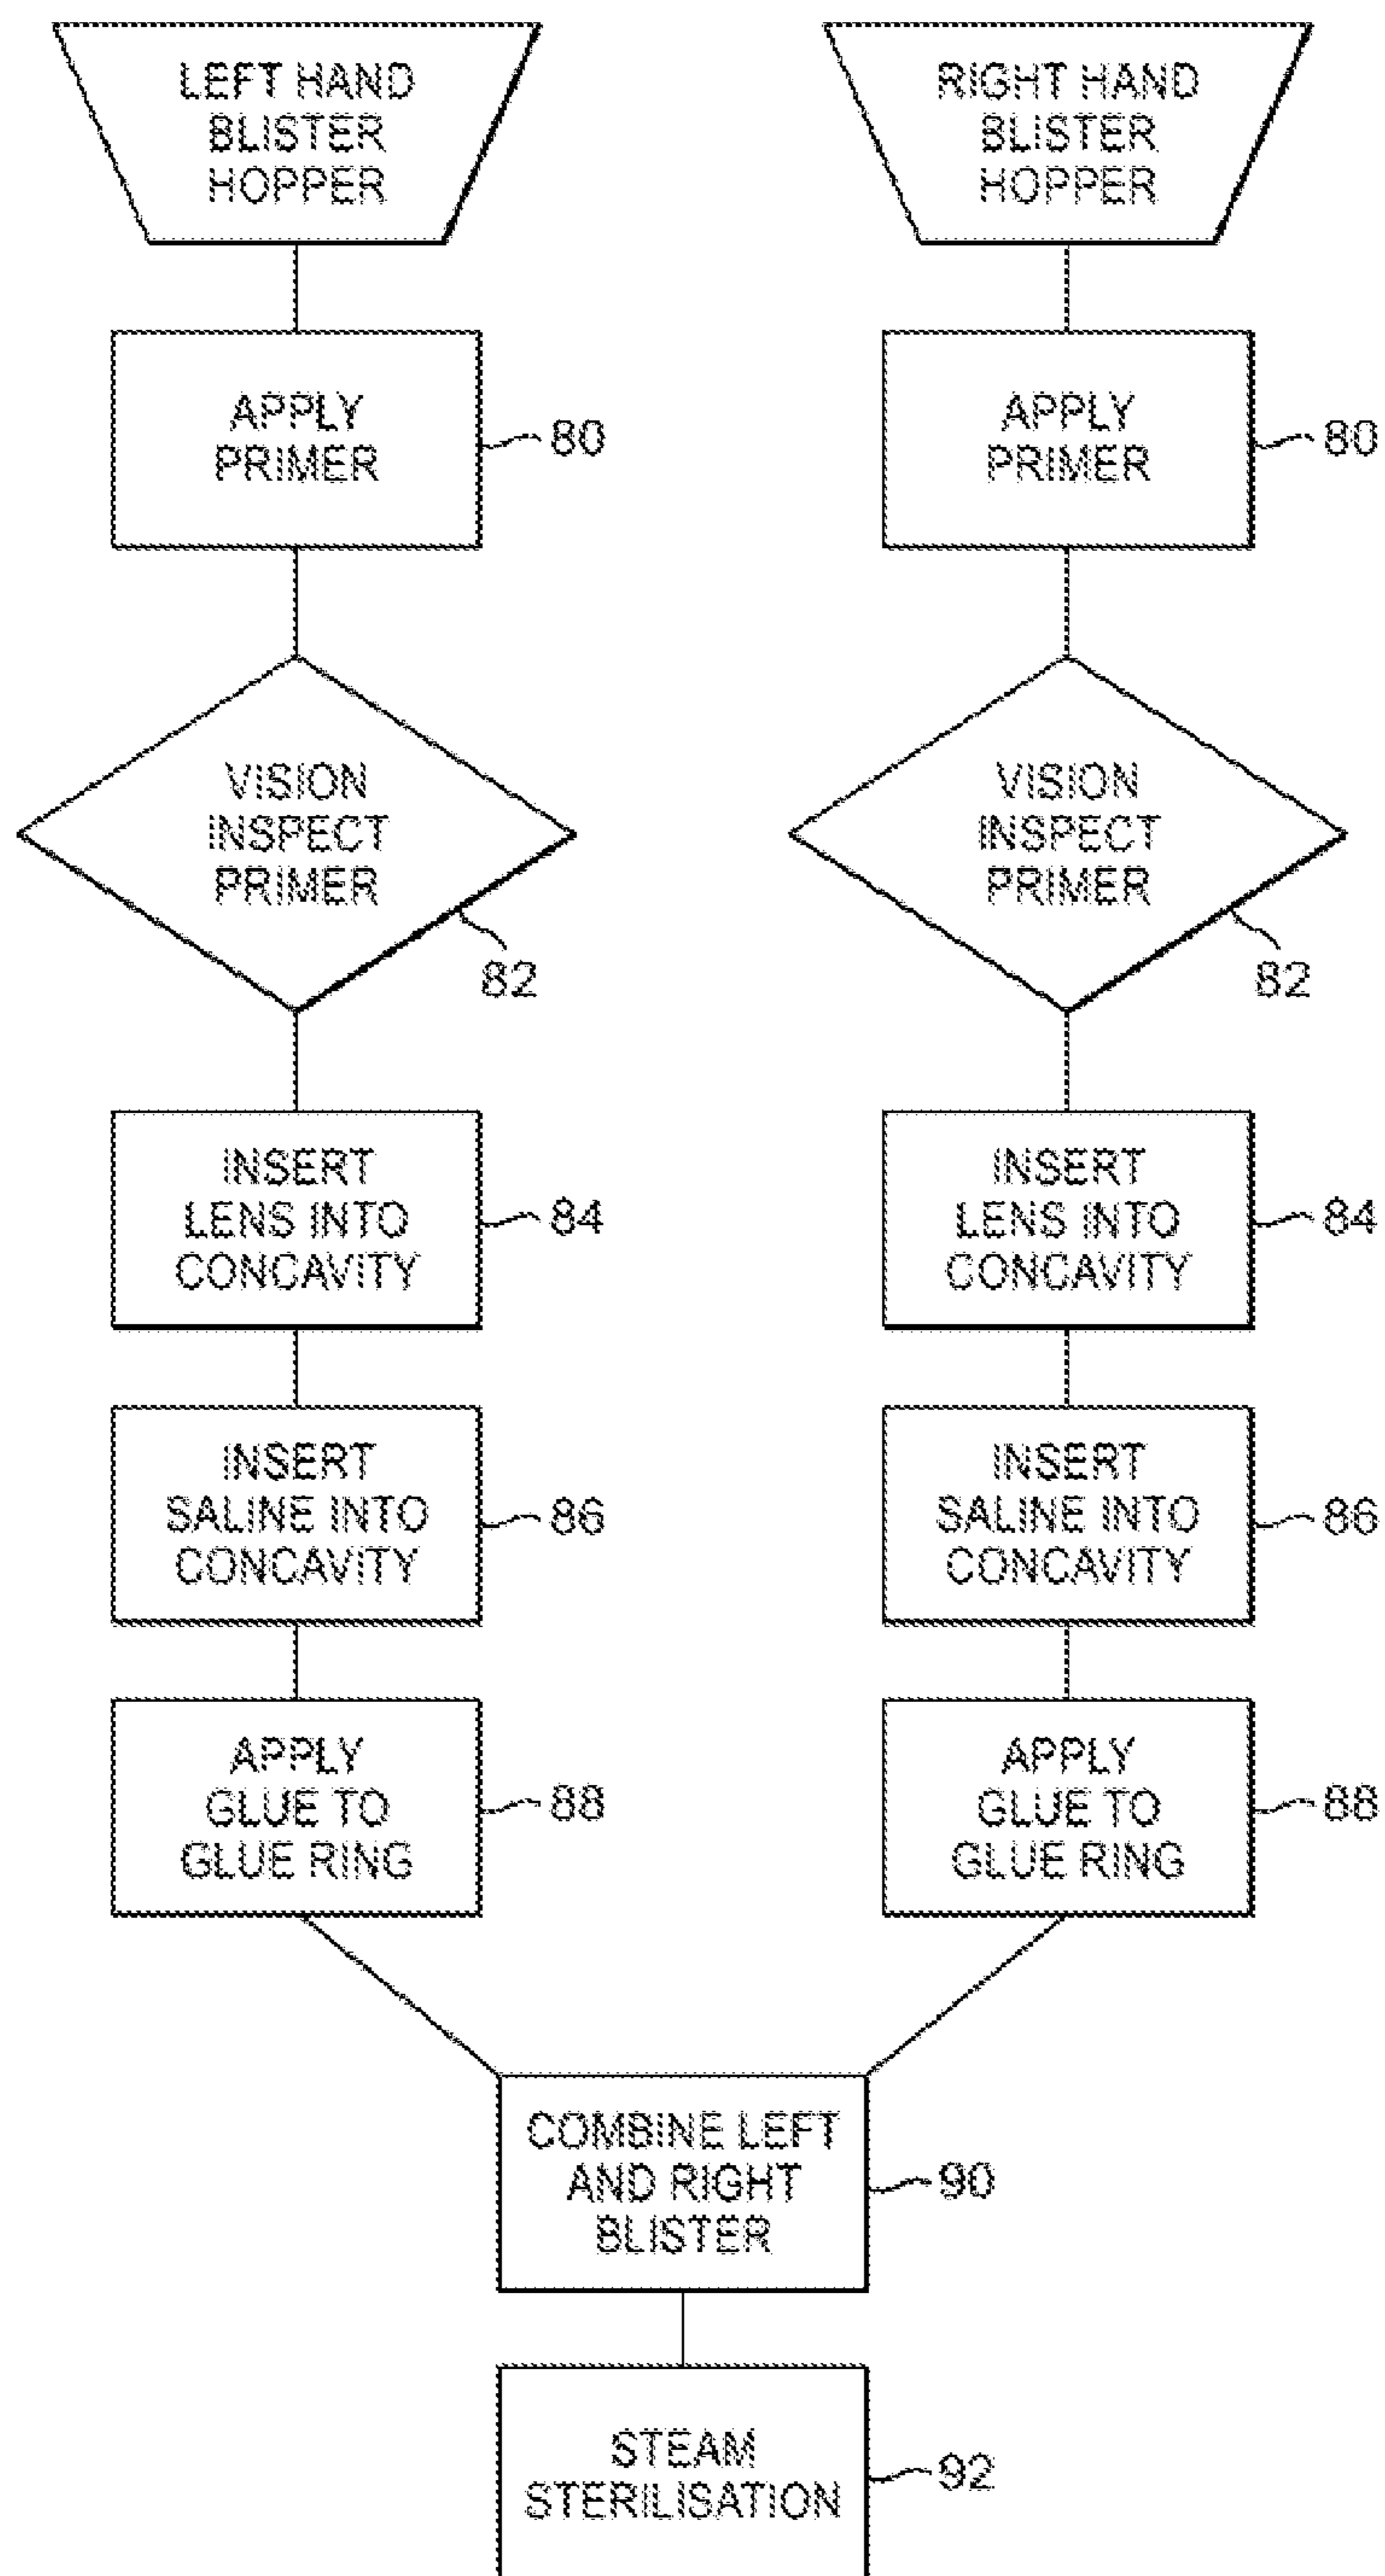 LEFT HAND
BLISTER
HOPPER
RIGHT HAND
BLISTER
HOPPER
APPLY
PRIMER
80
APPLY
PRIMER
80
VISION
INSPECT
PRIMER
82
VISION
INSPECT
PRIMER
82
INSERT
LENS INTO
CONCAVITY
84
INSERT
LENS INTO
CONCAVITY
84
INSERT
SALINE INTO
CONCAVITY
86
INSERT
SALINE INTO
CONCAVITY
86
APPLY
GLUE TO
GLUE RING
88
APPLY
GLUE TO
GLUE RING
88
COMBINE LEFT
AND RIGHT
BLISTER
90
STEAM
STERILISATION
92